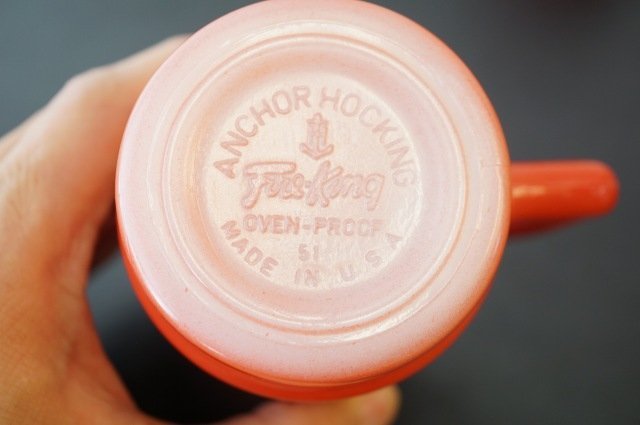 ANCHOR HOCKING
Fire-King
OVEN-PROOF
51
MADE IN U.S.A